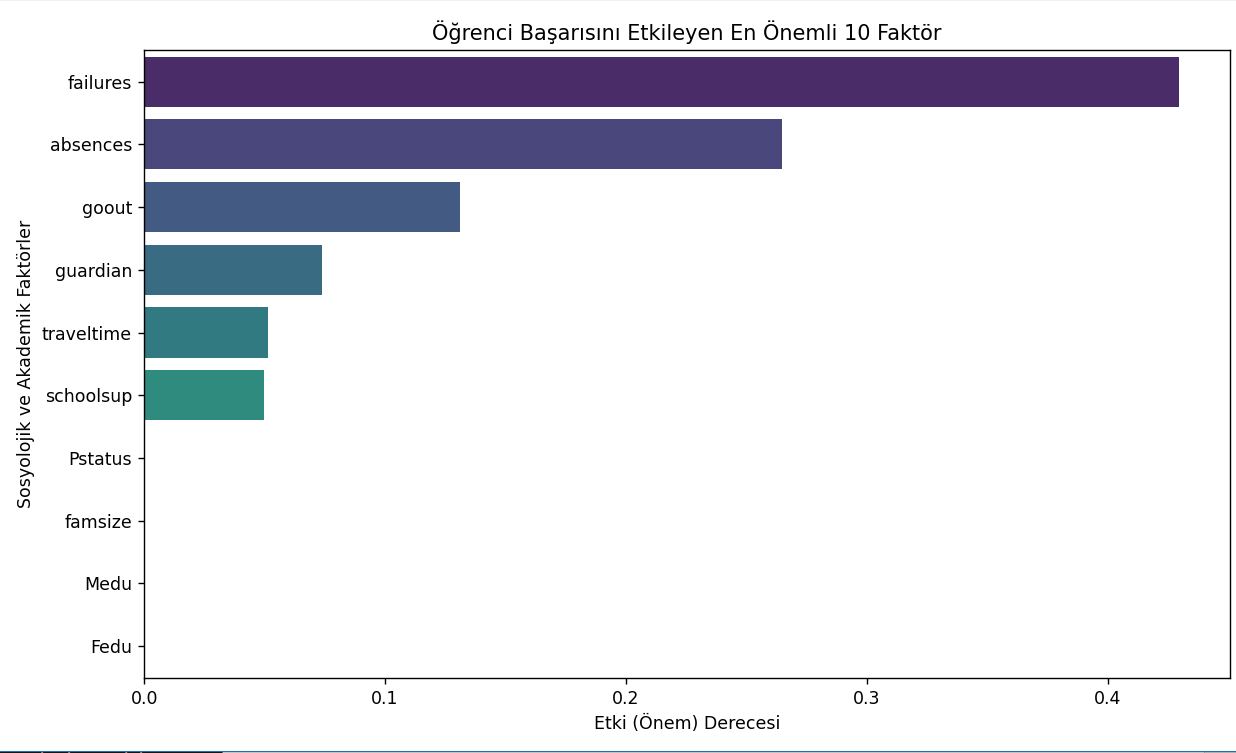 Öğrenci Başarısını Etkileyen En Önemli 10 Faktör
Sosyolojik ve Akademik Faktörler
failures
absences
goout
guardian
traveltime
schoolsup
Pstatus
famsize
Medu
Fedu
0.0 0.1 0.2 0.3 0.4
Etki (Önem) Derecesi